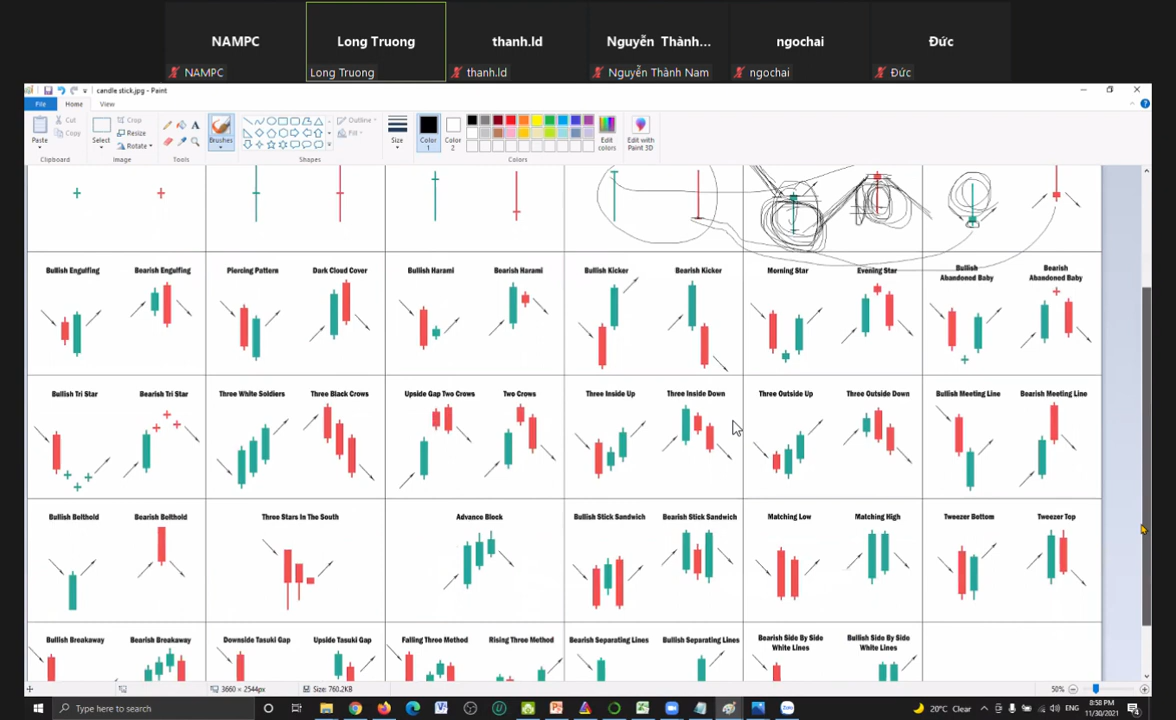 NAMPC
Long Truong
thanh.ld
Nguyễn Thành...
ngochai
Đức
NAMPC
Long Truong
thanh.ld
Nguyễn Thành Nam
ngochai
Đức
candle stick.jpg - Paint
File
Home
View
Cut
Copy
Paste
Clipboard
Crop
Resize
Rotate
Select
Image
Tools
Brushes
Outline
Fill
Shapes
Size
Color 1
Color 2
Edit colors
Colors
Edit with Paint 3D
Bullish Engulfing
Bearish Engulfing
Piercing Pattern
Dark Cloud Cover
Bullish Harami
Bearish Harami
Bullish Kicker
Bearish Kicker
Morning Star
Evening Star
Bullish Abandoned Baby
Bearish Abandoned Baby
Bullish Tri Star
Bearish Tri Star
Three White Soldiers
Three Black Crows
Upside Gap Two Crows
Two Crows
Three Inside Up
Three Inside Down
Three Outside Up
Three Outside Down
Bullish Meeting Line
Bearish Meeting Line
Bullish Belthold
Bearish Belthold
Three Stars In The South
Advance Block
Bullish Stick Sandwich
Bearish Stick Sandwich
Matching Low
Matching High
Tweezer Bottom
Tweezer Top
Bullish Breakaway
Bearish Breakaway
Downside Tasuki Gap
Upside Tasuki Gap
Falling Three Method
Rising Three Method
Bearish Separating Lines
Bullish Separating Lines
Bearish Side By Side White Lines
Bullish Side By Side White Lines
3660 × 2544px
Size: 760.2KB
50%
Type here to search
20°C Clear
ENG
8:58 PM
11/30/2021